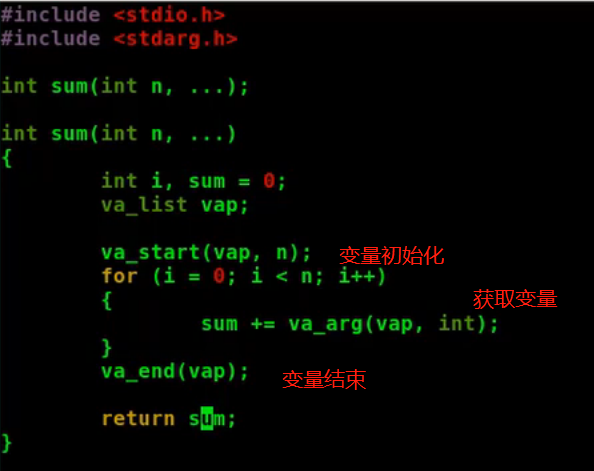 #include <stdio.h>
#include <stdarg.h>
int sum(int n, ...);
int sum(int n, ...)
{
int i, sum = 0;
va_list vap;
va_start(vap, n); 变量初始化
for (i = 0; i < n; i++)
{ 获取变量
sum += va_arg(vap, int);
}
va_end(vap); 变量结束
return sum;
}